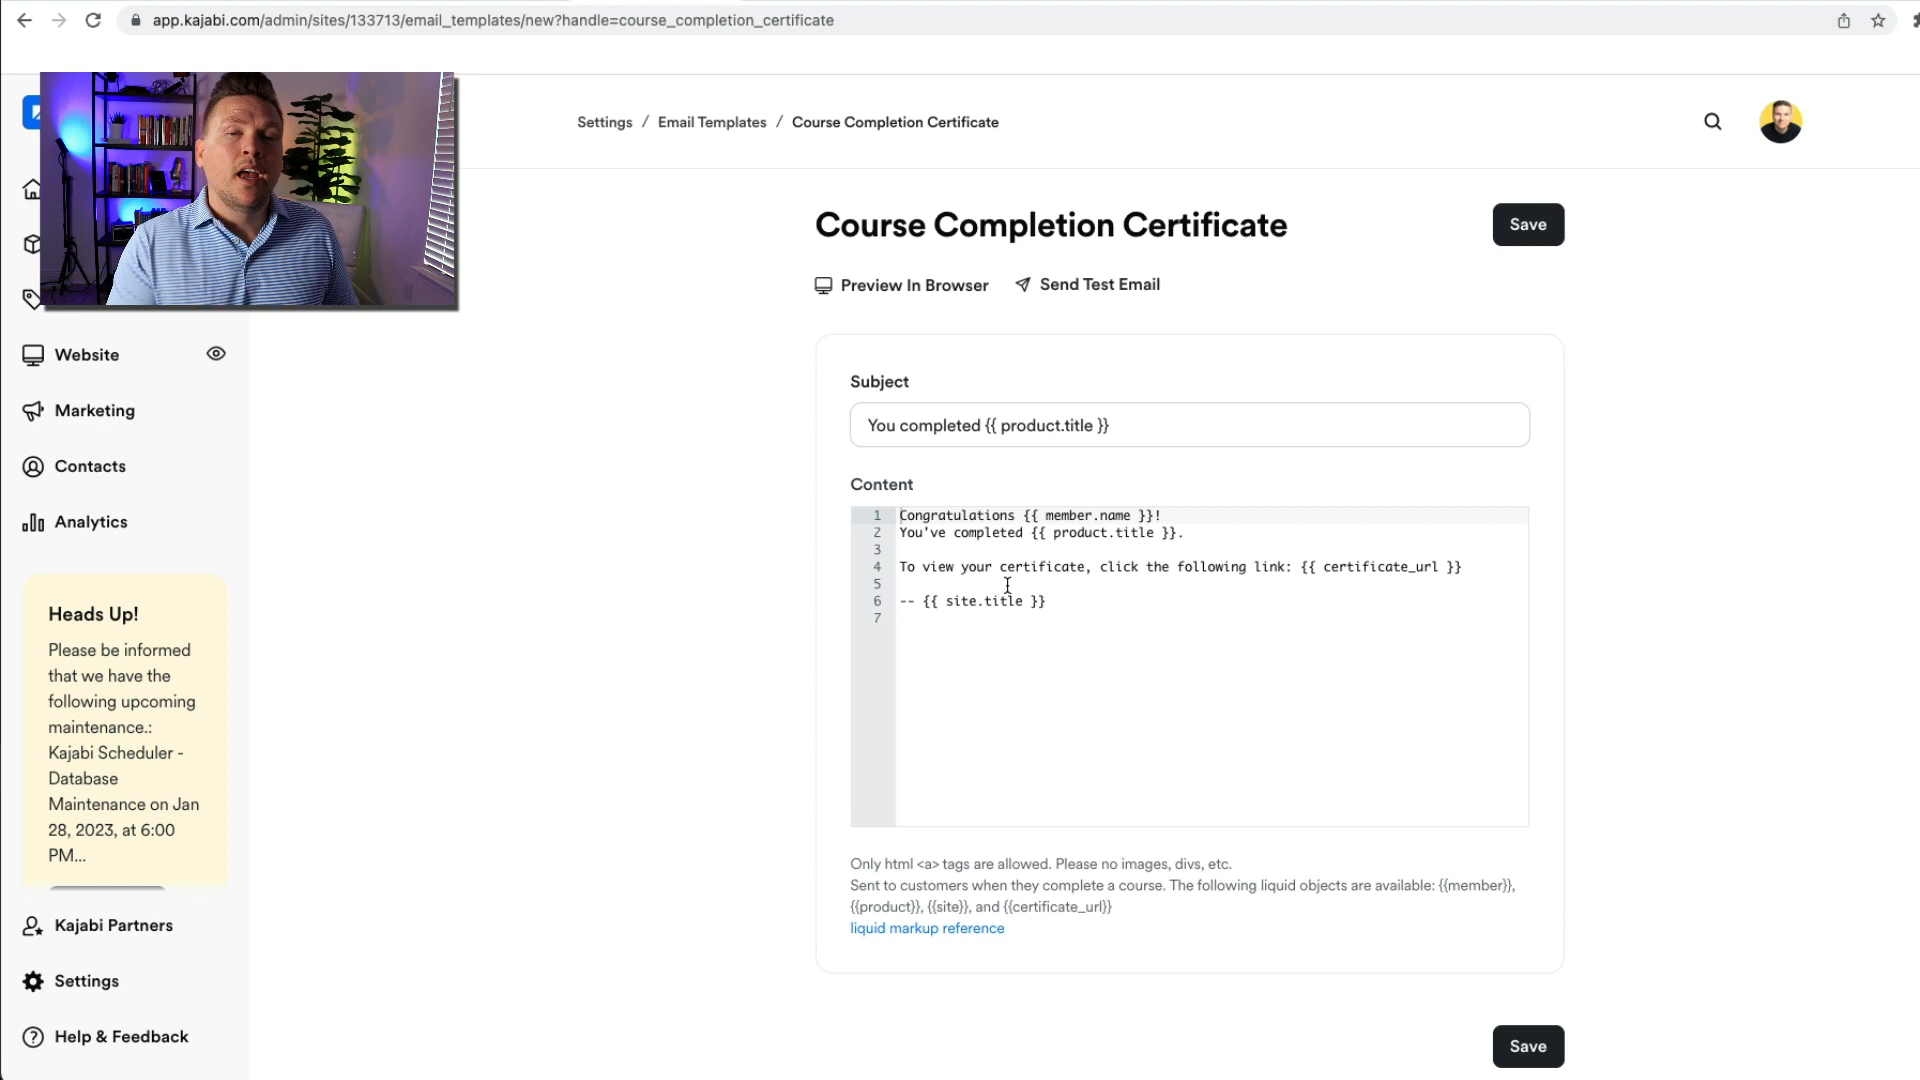 app.kajabi.com/admin/sites/133713/email_templates/new?handle=course_completion_certificate
Settings / Email Templates / Course Completion Certificate
Course Completion Certificate
Save
Preview In Browser
Send Test Email
Website
Marketing
Contacts
Analytics
Heads Up!
Please be informed
that we have the
following upcoming
maintenance.:
Kajabi Scheduler -
Database
Maintenance on Jan
28, 2023, at 6:00
PM...
Kajabi Partners
Settings
Help & Feedback
Subject
You completed {{ product.title }}
Content
1 Congratulations {{ member.name }}!
2 You've completed {{ product.title }}.
3
4 To view your certificate, click the following link: {{ certificate_url }}
5
6 -- {{ site.title }}
7
Only html <a> tags are allowed. Please no images, divs, etc.
Sent to customers when they complete a course. The following liquid objects are available: {{member}},
{{product}}, {{site}}, and {{certificate_url}}
liquid markup reference
Save